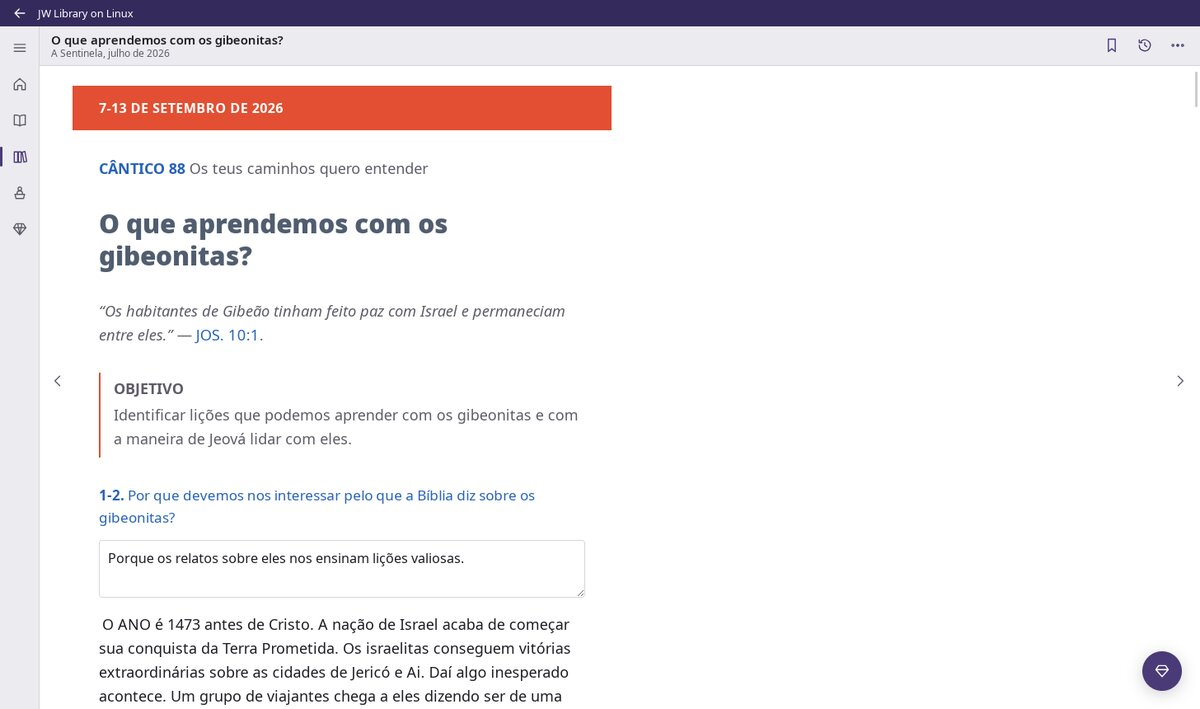 JW Library on Linux
O que aprendemos com os gibeonitas?
A Sentinela, julho de 2026
7-13 DE SETEMBRO DE 2026
CÂNTICO 88 Os teus caminhos quero entender
O que aprendemos com os
gibeonitas?
“Os habitantes de Gibeão tinham feito paz com Israel e permaneciam
entre eles.” — JOS. 10:1.
OBJETIVO
Identificar lições que podemos aprender com os gibeonitas e com
a maneira de Jeová lidar com eles.
1-2. Por que devemos nos interessar pelo que a Bíblia diz sobre os
gibeonitas?
Porque os relatos sobre eles nos ensinam lições valiosas.
O ANO é 1473 antes de Cristo. A nação de Israel acaba de começar
sua conquista da Terra Prometida. Os israelitas conseguem vitórias
extraordinárias sobre as cidades de Jericó e Ai. Daí algo inesperado
acontece. Um grupo de viajantes chega a eles dizendo ser de uma